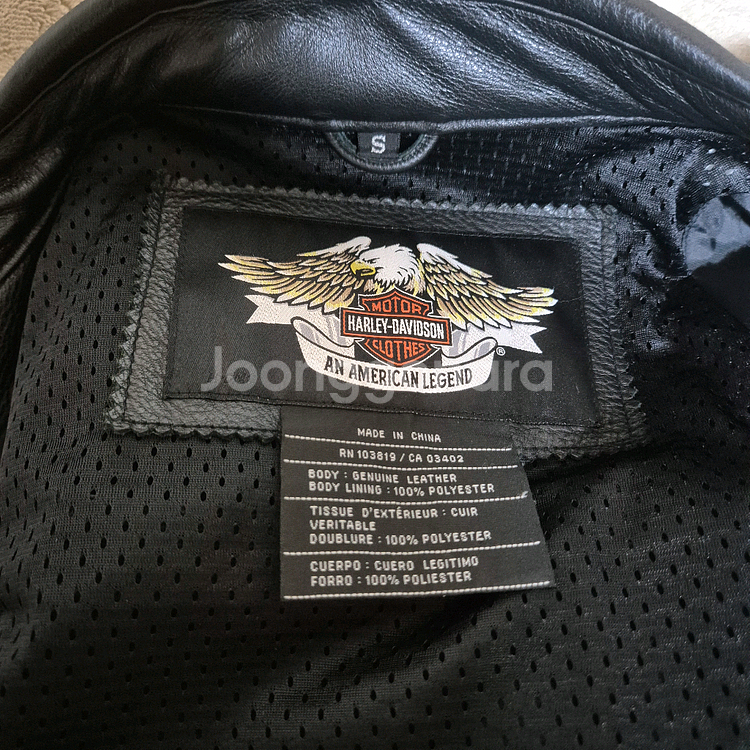 S
MOTOR
HARLEY-DAVIDSON
CLOTHES
®
AN AMERICAN LEGEND
Joonggonara
MADE IN CHINA
RN 103819 / CA 03402
BODY : GENUINE LEATHER
BODY LINING : 100% POLYESTER
TISSUE D'EXTÉRIEUR : CUIR
VERITABLE
DOUBLURE : 100% POLYESTER
CUERPO : CUERO LEGITIMO
FORRO : 100% POLIESTER